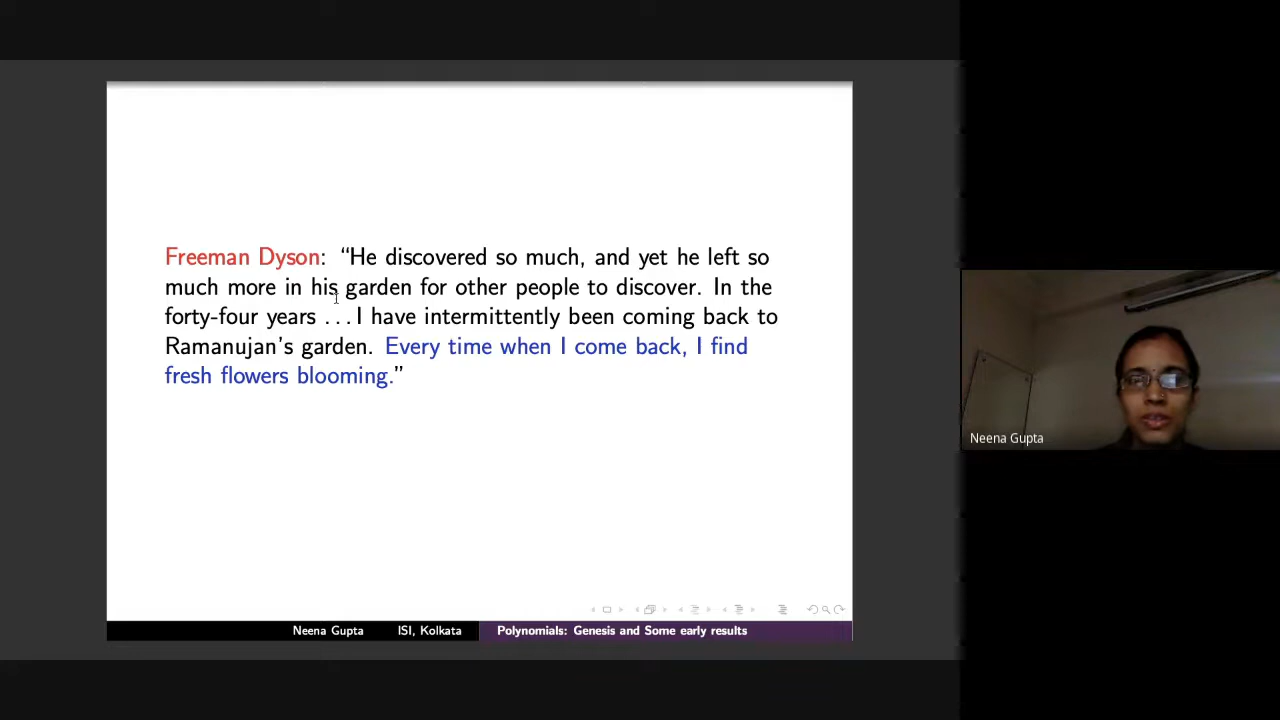 Freeman Dyson: “He discovered so much, and yet he left so
much more in his garden for other people to discover. In the
forty-four years ...I have intermittently been coming back to
Ramanujan's garden. Every time when I come back, I find
fresh flowers blooming.”
Neena Gupta
Neena Gupta ISI, Kolkata Polynomials: Genesis and Some early results